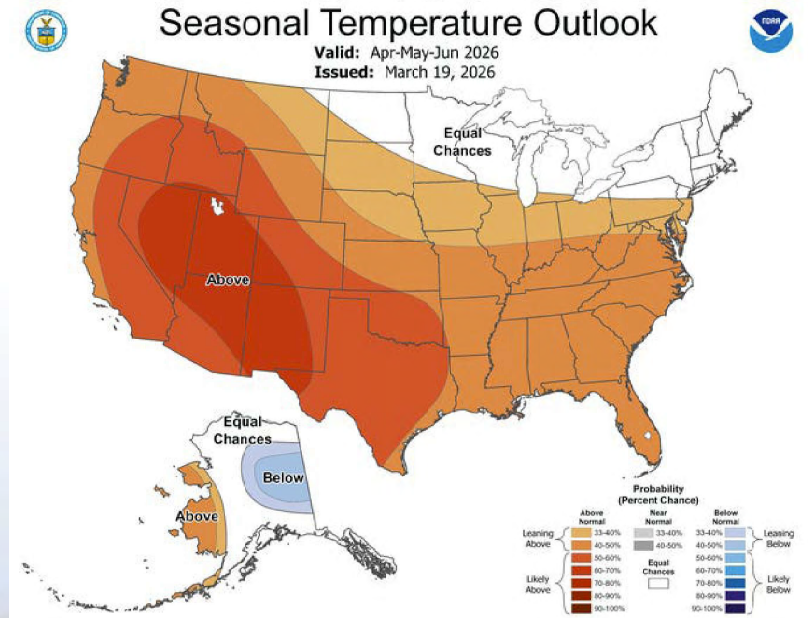 Seasonal Temperature Outlook
Valid: Apr-May-Jun 2026
Issued: March 19, 2026
NOAA
Equal
Chances
Above
Equal
Chances
Below
Above
Probability
(Percent Chance)
Above
Normal
Near
Normal
Below
Normal
Leaning
Above
33-40%
40-50%
50-60%
60-70%
70-80%
80-90%
90-100%
Likely
Above
33-40%
40-50%
Equal
Chances
33-40%
40-50%
50-60%
60-70%
70-80%
80-90%
90-100%
Leaning
Below
Likely
Below